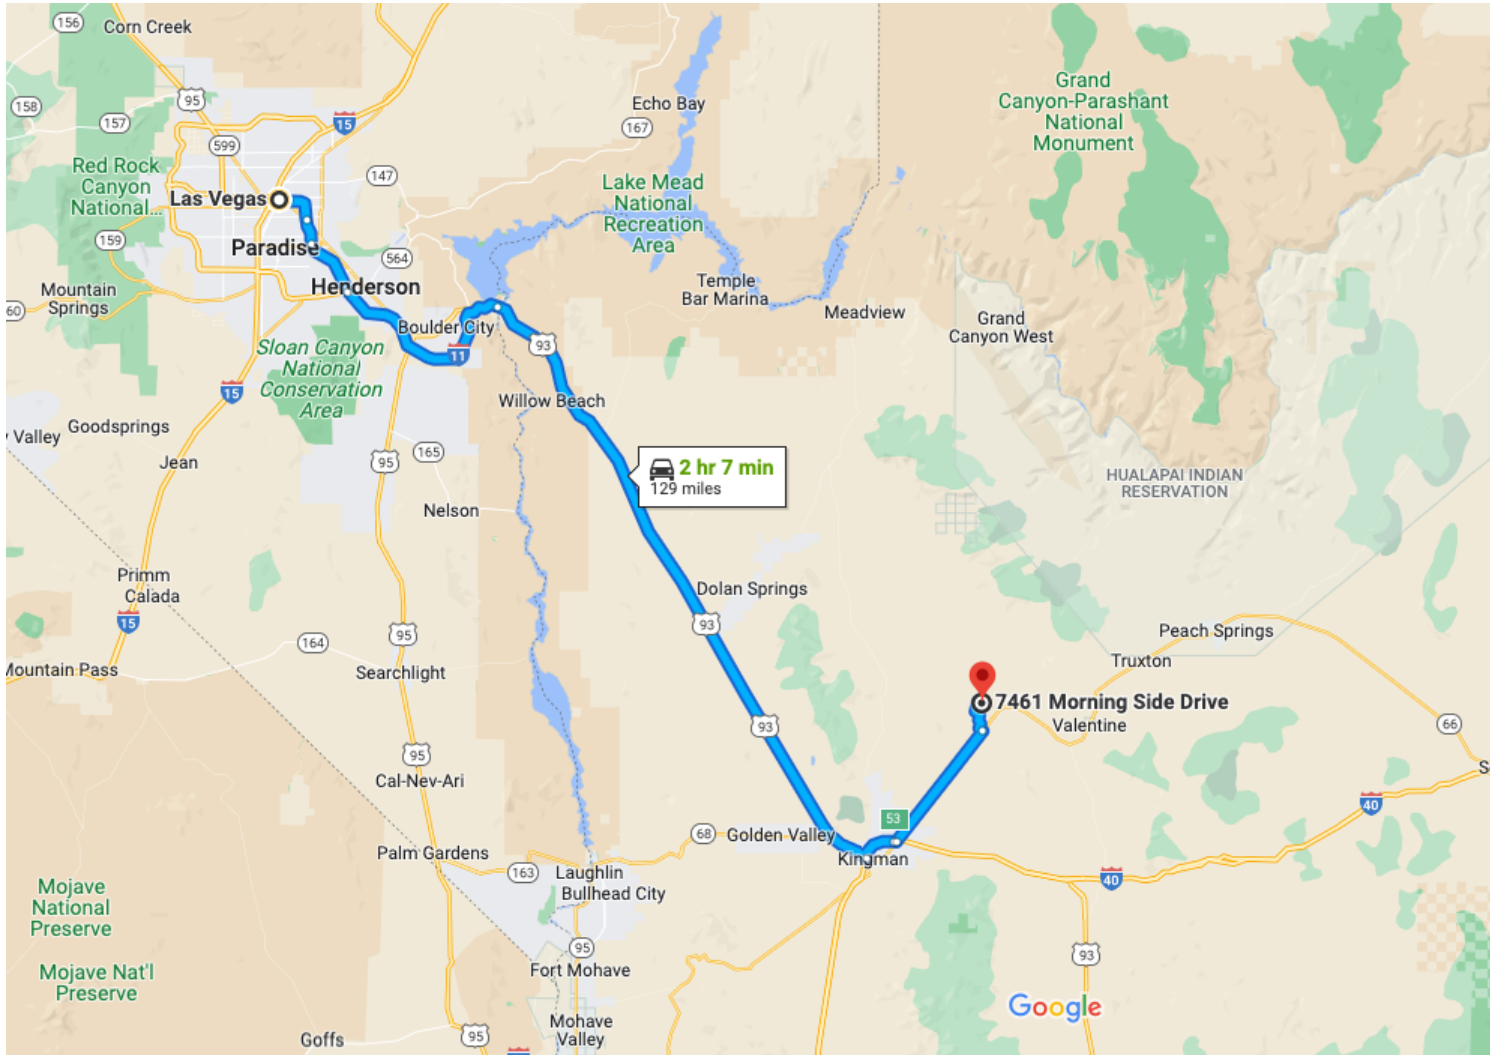 156
Corn Creek
95
158
157
15
Echo Bay
167
599
Grand
Canyon-Parashant
National
Monument
Red Rock
Canyon
National...
147
Las Vegas
Lake Mead
National
Recreation
Area
159
Paradise
564
Henderson
Mountain
Springs
60
Temple
Bar Marina
Meadview
Grand
Canyon West
Boulder City
11
93
Sloan Canyon
National
Conservation
Area
15
Willow Beach
Goodsprings
y Valley
Jean
95
165
2 hr 7 min
129 miles
HUALAPAI INDIAN
RESERVATION
Nelson
Primm
Calada
15
Dolan Springs
93
95
164
Peach Springs
Truxton
Mountain Pass
Searchlight
7461 Morning Side Drive
Valentine
93
66
95
Cal-Nev-Ari
S
40
53
68
Golden Valley
Kingman
Palm Gardens
163
Laughlin
Bullhead City
40
Mojave
National
Preserve
95
Fort Mohave
93
Mojave Nat'l
Preserve
Google
Mohave
Valley
Goffs
95